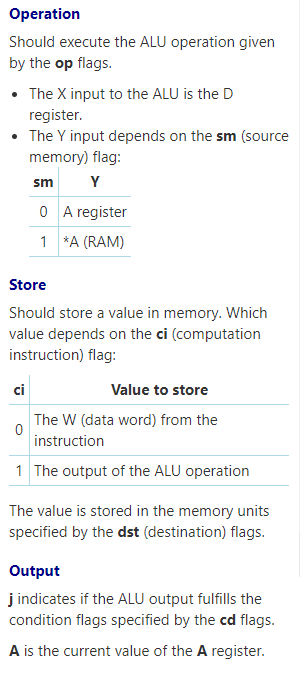 Operation
Should execute the ALU operation given
by the op flags.
• The X input to the ALU is the D
register.
• The Y input depends on the sm (source
memory) flag:
sm Y
0 A register
1 *A (RAM)
Store
Should store a value in memory. Which
value depends on the ci (computation
instruction) flag:
ci Value to store
0 The W (data word) from the
instruction
1 The output of the ALU operation
The value is stored in the memory units
specified by the dst (destination) flags.
Output
j indicates if the ALU output fulfills the
condition flags specified by the cd flags.
A is the current value of the A register.